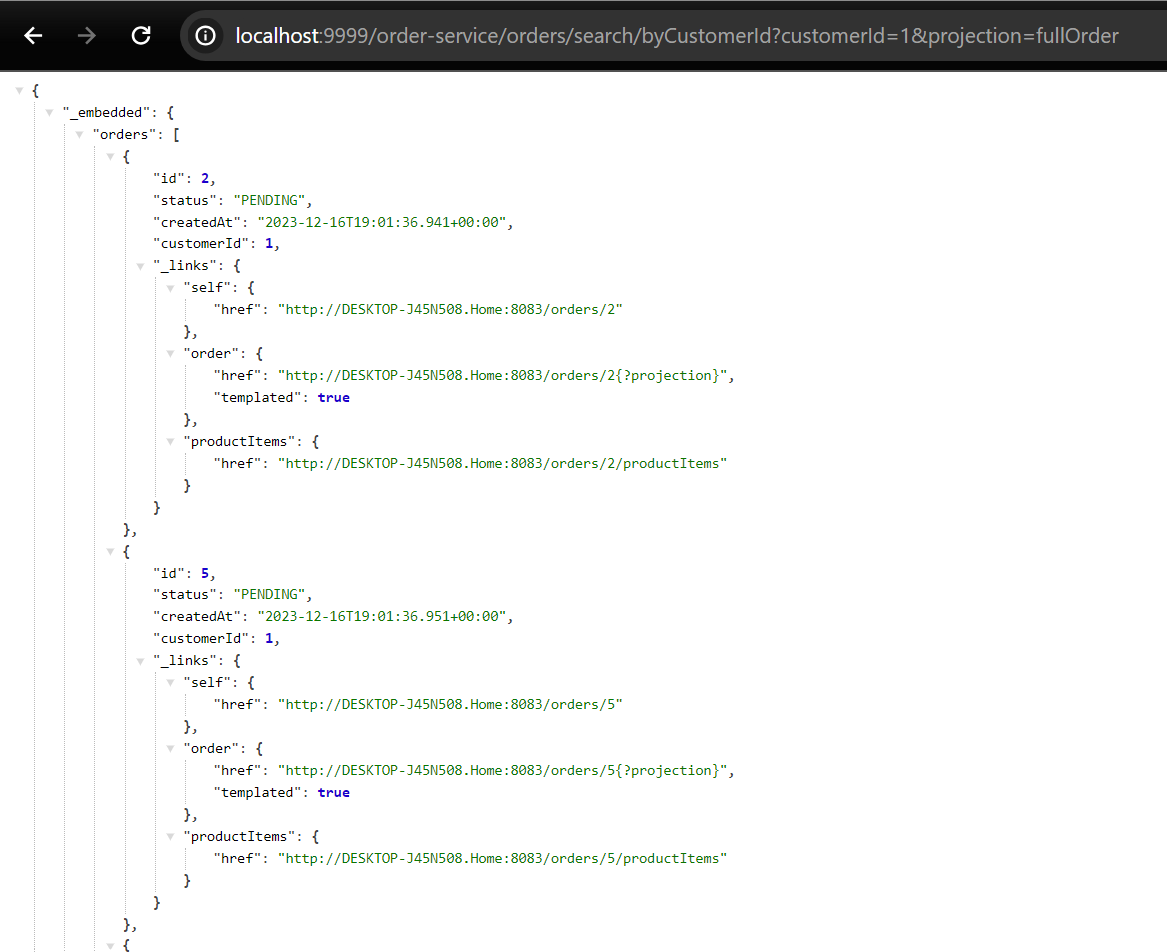 localhost:9999/order-service/orders/search/byCustomerId?customerId=1&projection=fullOrder
{
"_embedded": {
"orders": [
{
"id": 2,
"status": "PENDING",
"createdAt": "2023-12-16T19:01:36.941+00:00",
"customerId": 1,
"_links": {
"self": {
"href": "http://DESKTOP-J45N508.Home:8083/orders/2"
},
"order": {
"href": "http://DESKTOP-J45N508.Home:8083/orders/2{?projection}",
"templated": true
},
"productItems": {
"href": "http://DESKTOP-J45N508.Home:8083/orders/2/productItems"
}
}
},
{
"id": 5,
"status": "PENDING",
"createdAt": "2023-12-16T19:01:36.951+00:00",
"customerId": 1,
"_links": {
"self": {
"href": "http://DESKTOP-J45N508.Home:8083/orders/5"
},
"order": {
"href": "http://DESKTOP-J45N508.Home:8083/orders/5{?projection}",
"templated": true
},
"productItems": {
"href": "http://DESKTOP-J45N508.Home:8083/orders/5/productItems"
}
}
},
{